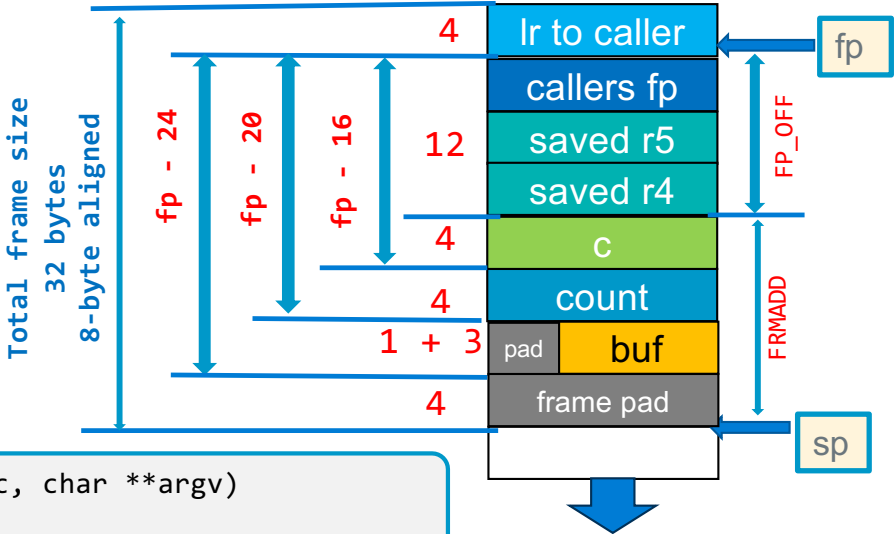 4
lr to caller
fp
callers fp
12
saved r5
saved r4
FP_OFF
Total frame size
32 bytes
8-byte aligned
fp - 24
fp - 20
fp - 16
4
c
4
count
1 + 3
pad
buf
FRMADD
4
frame pad
sp
c, char **argv)